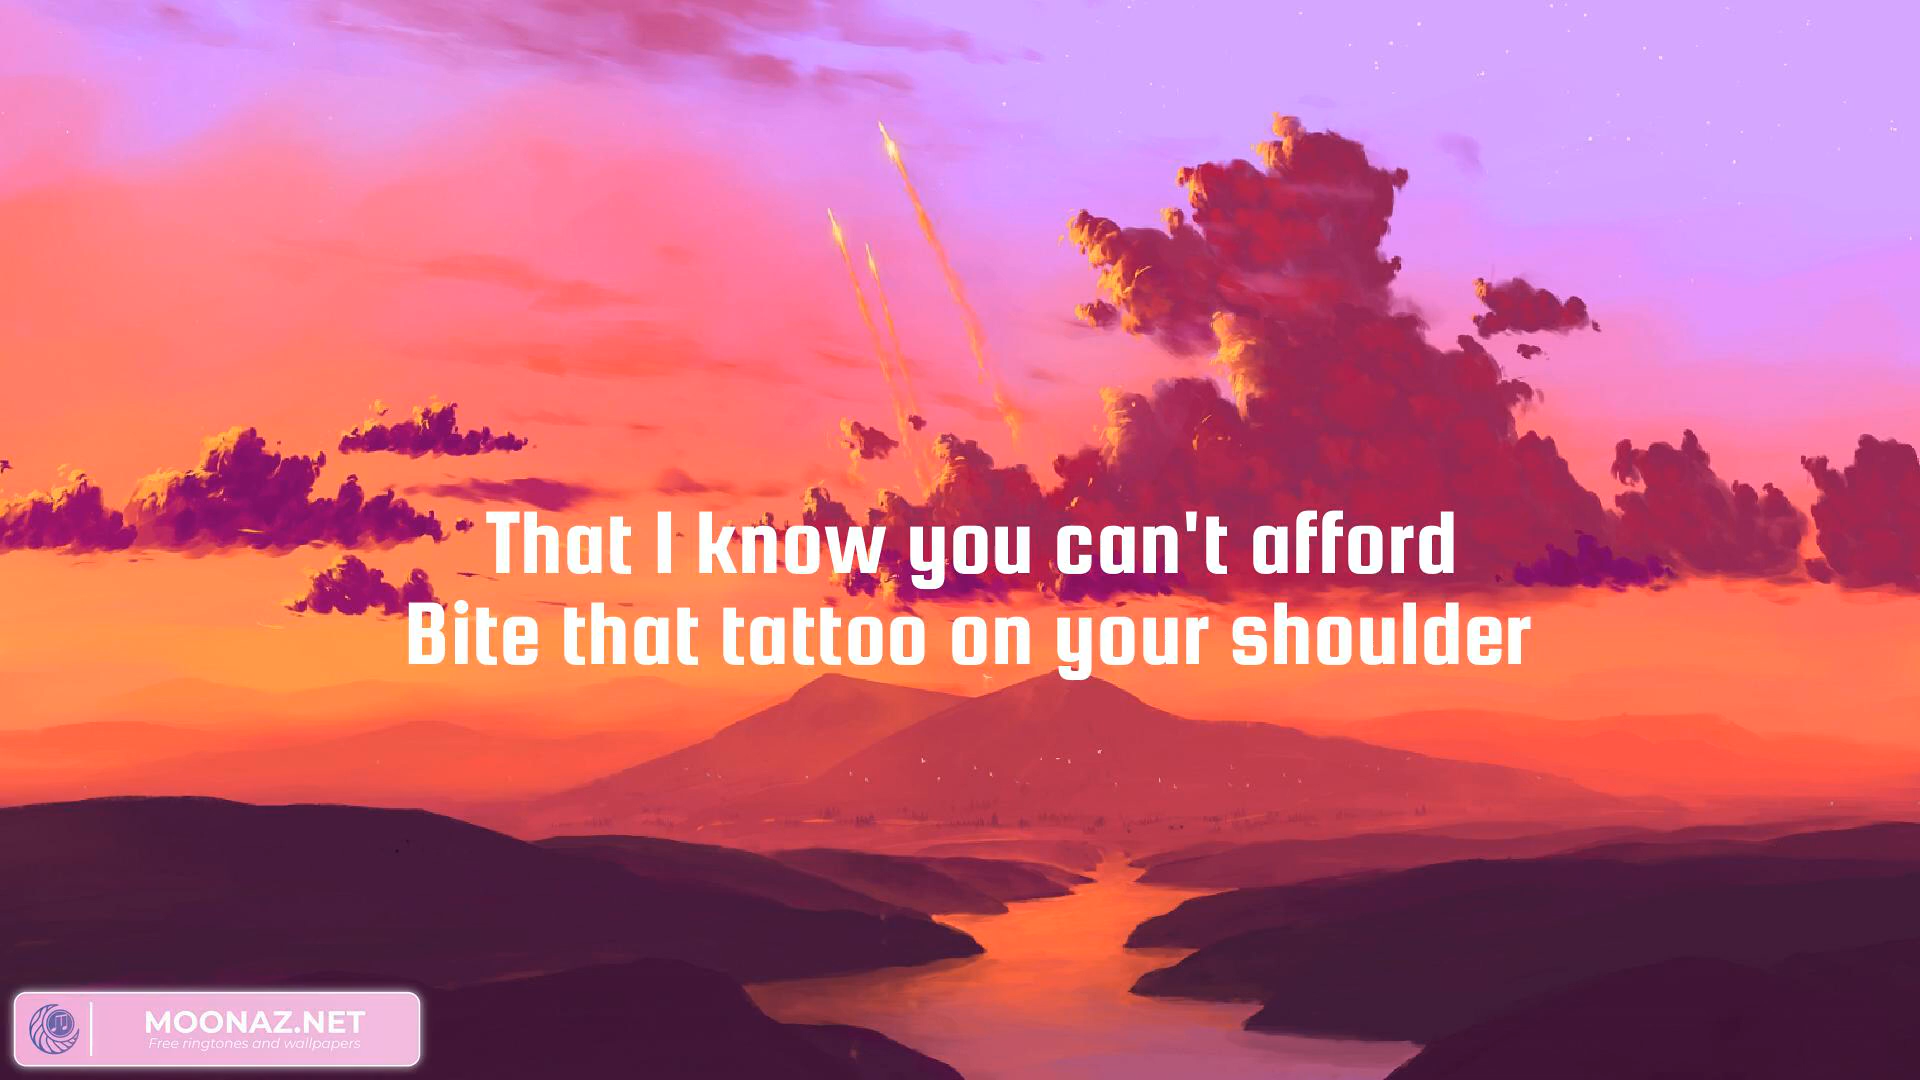 That I know you can't afford
Bite that tattoo on your shoulder
MOONAZ.NET
Free ringtones and wallpapers